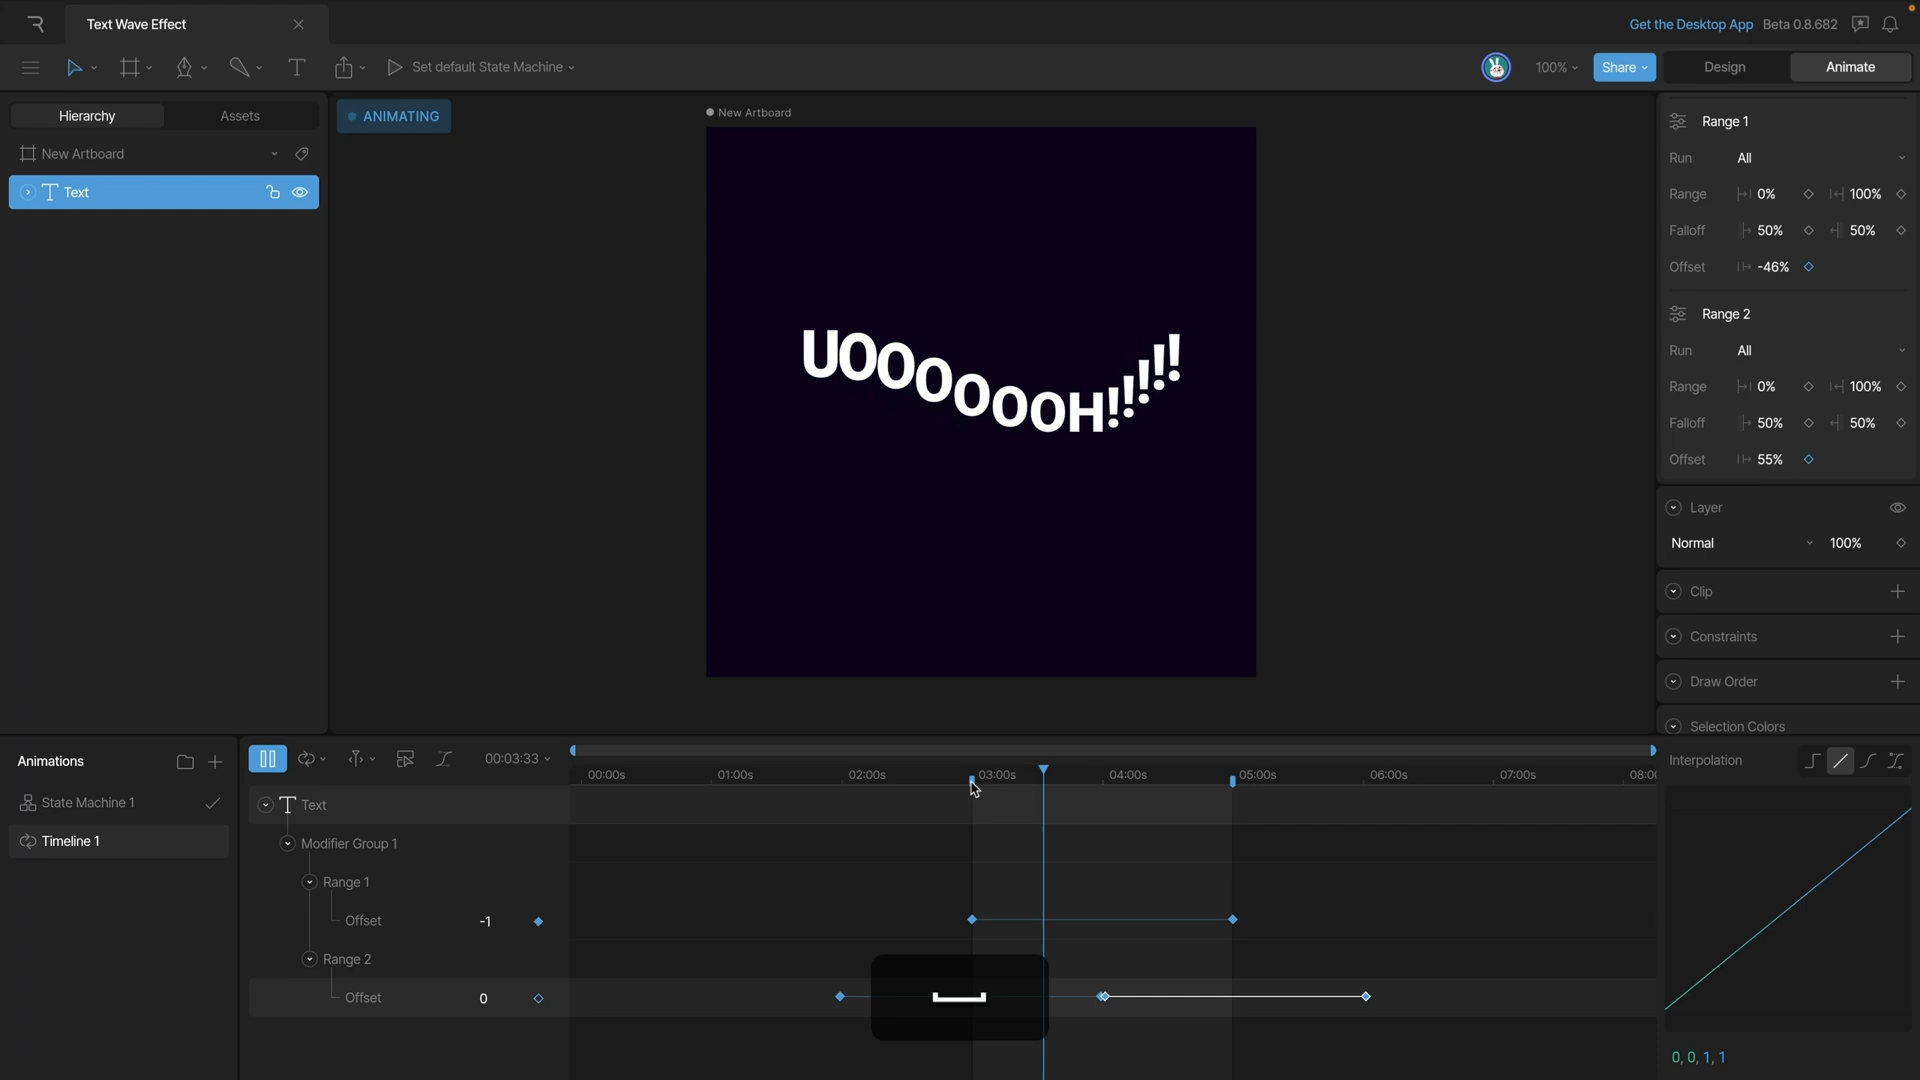 Text Wave Effect
Get the Desktop App Beta 0.8.682
Set default State Machine
100%
Share
Design
Animate
Hierarchy
Assets
ANIMATING
New Artboard
New Artboard
Text
UOOOOOOH!!!!!!
Range 1
Run All
Range 0% 100%
Falloff 50% 50%
Offset -46%
Range 2
Run All
Range 0% 100%
Falloff 50% 50%
Offset 55%
Layer
Normal 100%
Clip
Constraints
Draw Order
Selection Colors
Animations
State Machine 1
Timeline 1
00:03:33
00:00s 01:00s 02:00s 03:00s 04:00s 05:00s 06:00s 07:00s 08:00
Text
Modifier Group 1
Range 1
Offset -1
Range 2
Offset 0
Interpolation
0, 0, 1, 1